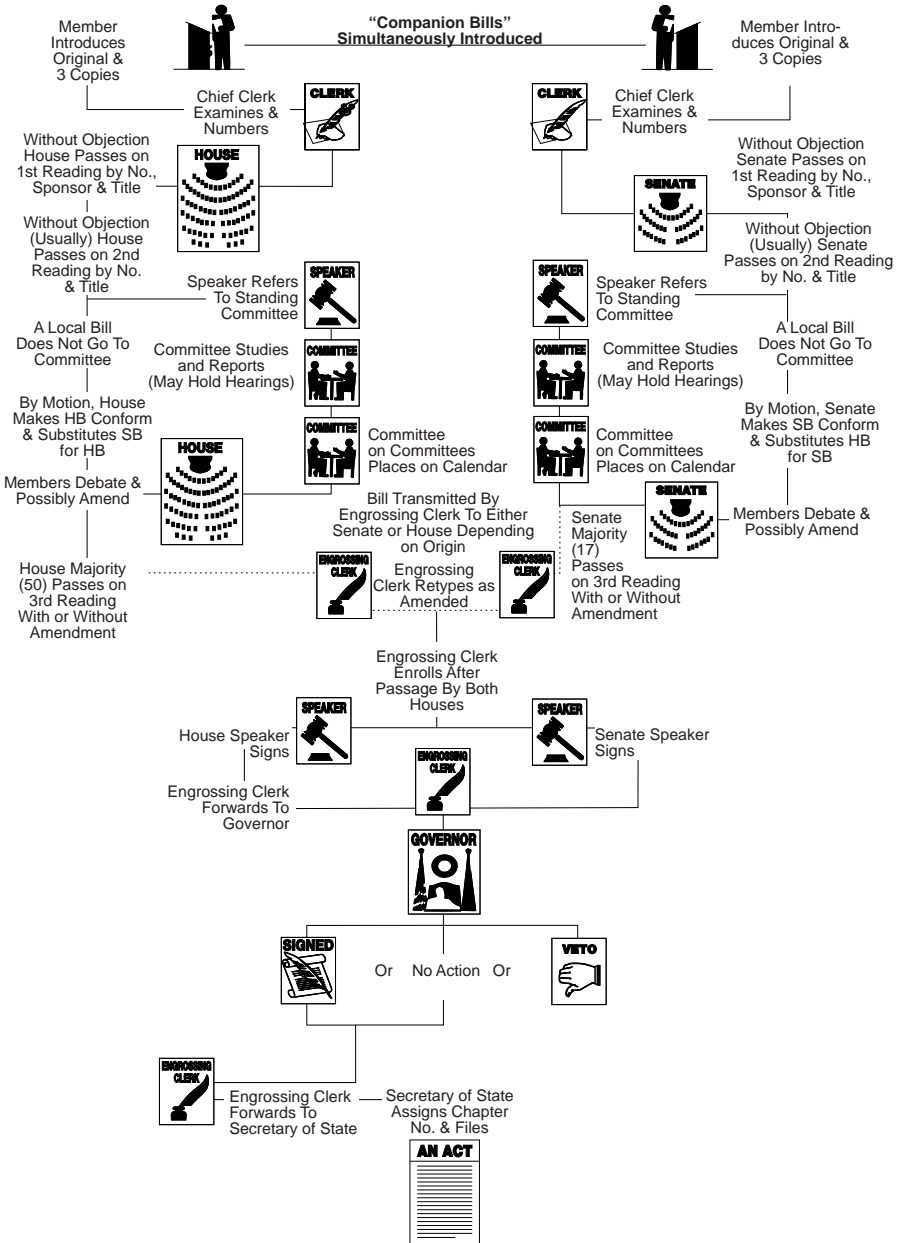 “Companion Bills”
Simultaneously Introduced
Member
Introduces
Original &
3 Copies
Member Intro-
duces Original &
3 Copies
Chief Clerk
Examines &
Numbers
CLERK
CLERK
Chief Clerk
Examines &
Numbers
Without Objection
House Passes on
1st Reading by No.,
Sponsor & Title
HOUSE
Without Objection
Senate Passes on
1st Reading by No.,
Sponsor & Title
SENATE
Without Objection
(Usually) House
Passes on 2nd
Reading by No.
& Title
Without Objection
(Usually) Senate
Passes on 2nd Reading
by No. & Title
Speaker Refers
To Standing
Committee
SPEAKER
SPEAKER
Speaker Refers
To Standing
Committee
A Local Bill
Does Not Go To
Committee
A Local Bill
Does Not Go To
Committee
Committee Studies
and Reports
(May Hold Hearings)
COMMITTEE
COMMITTEE
Committee Studies
and Reports
(May Hold Hearings)
By Motion, House
Makes HB Conform
& Substitutes SB
for HB
By Motion, Senate
Makes SB Conform
& Substitutes HB
for SB
COMMITTEE
Committee
on Committees
Places on Calendar
COMMITTEE
Committee
on Committees
Places on Calendar
HOUSE
Members Debate &
Possibly Amend
SENATE
Members Debate &
Possibly Amend
Bill Transmitted By
Engrossing Clerk To Either
Senate or House Depending
on Origin
House Majority
(50) Passes on
3rd Reading
With or Without
Amendment
Senate
Majority
(17)
Passes
on 3rd Reading
With or Without
Amendment
ENGROSSING
CLERK
Engrossing
Clerk Retypes as
Amended
ENGROSSING
CLERK
Engrossing Clerk
Enrolls After
Passage By Both
Houses
House Speaker
Signs
SPEAKER
SPEAKER
Senate Speaker
Signs
Engrossing Clerk
Forwards To
Governor
ENGROSSING
CLERK
GOVERNOR
SIGNED
Or No Action Or
VETO
ENGROSSING
CLERK
Engrossing Clerk
Forwards To
Secretary of State
Secretary of State
Assigns Chapter
No. & Files
AN ACT